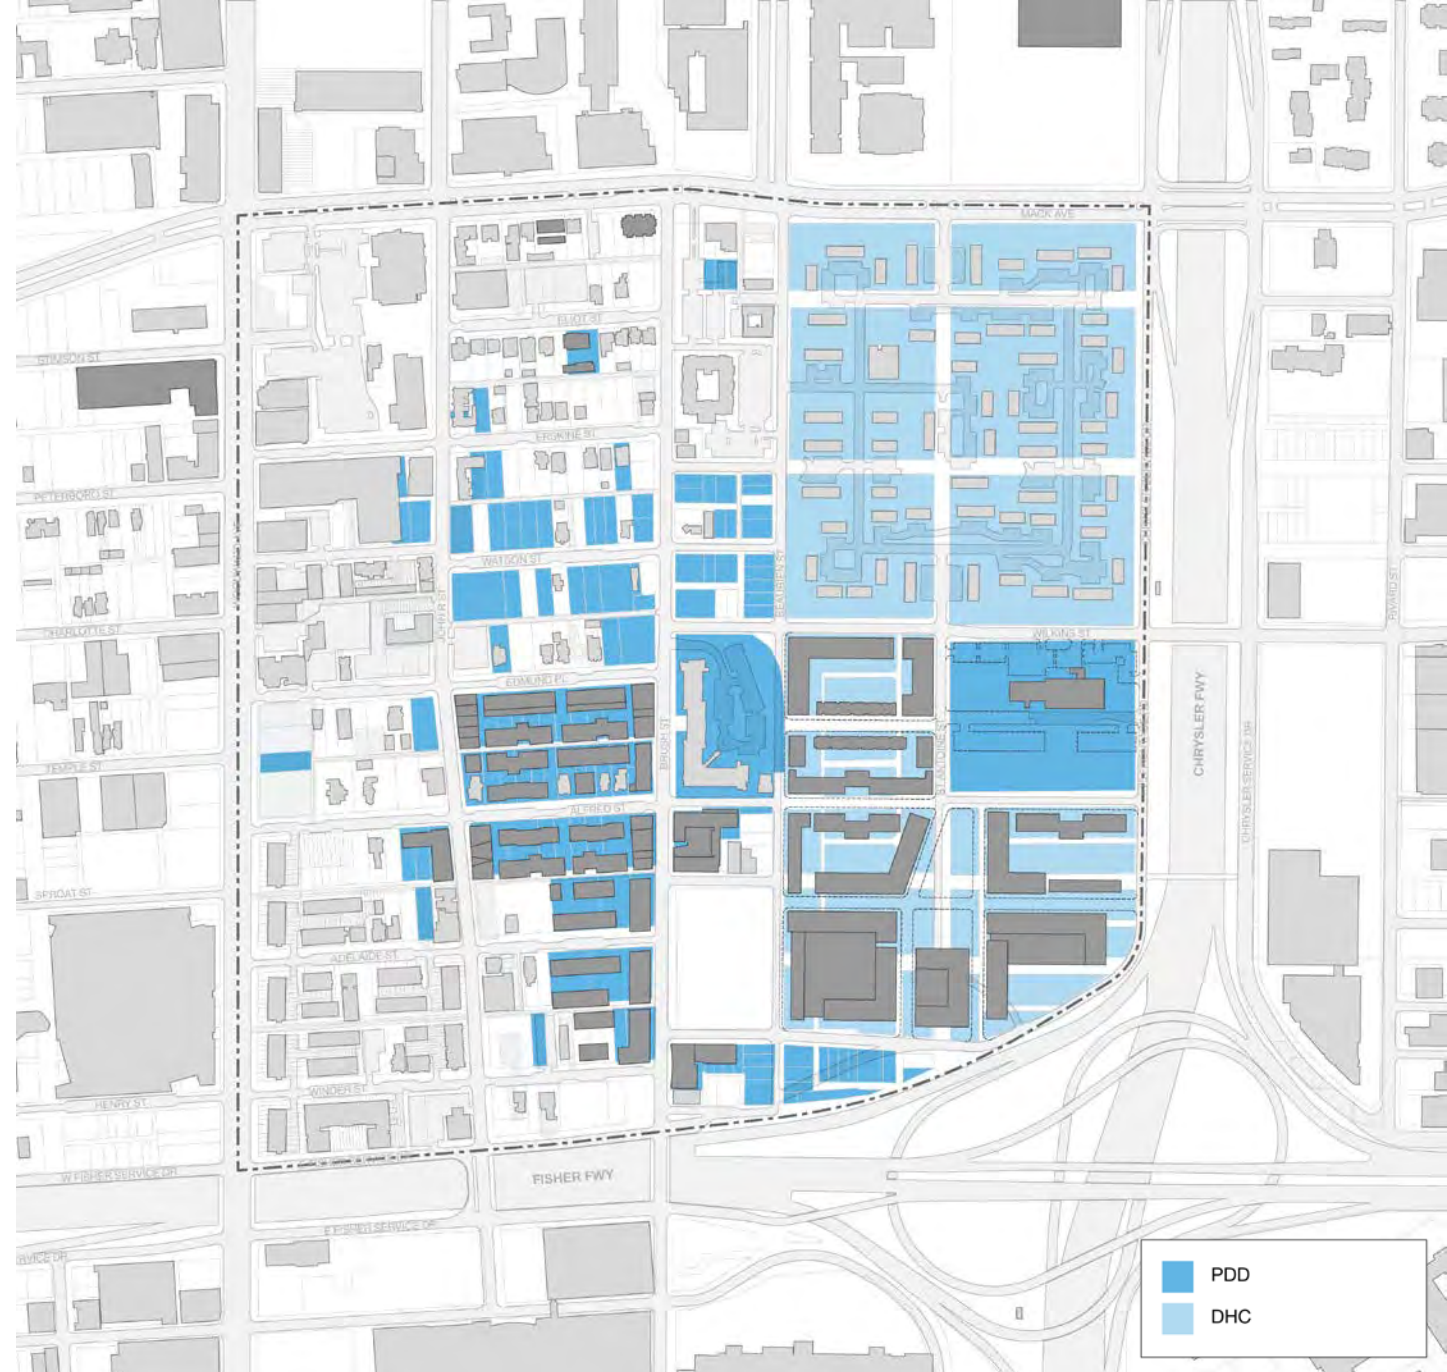 MACK AVE
ELIOT ST
STIMSON ST
ERSKINE ST
PETERBORO ST
WATSON ST
BEAUBIEN ST
JOHN R ST
RIVARD ST
CHARLOTTE ST
WILKINS ST
EDMUND PL
BRUSH ST
ST ANTOINE ST
CHRYSLER FWY
CHRYSLER SERVICE DR
TEMPLE ST
ALFRED ST
SPROAT ST
ADELAIDE ST
WINDER ST
HENRY ST
W FISHER SERVICE DR
FISHER FWY
E FISHER SERVICE DR
RVICE DR
PDD
DHC